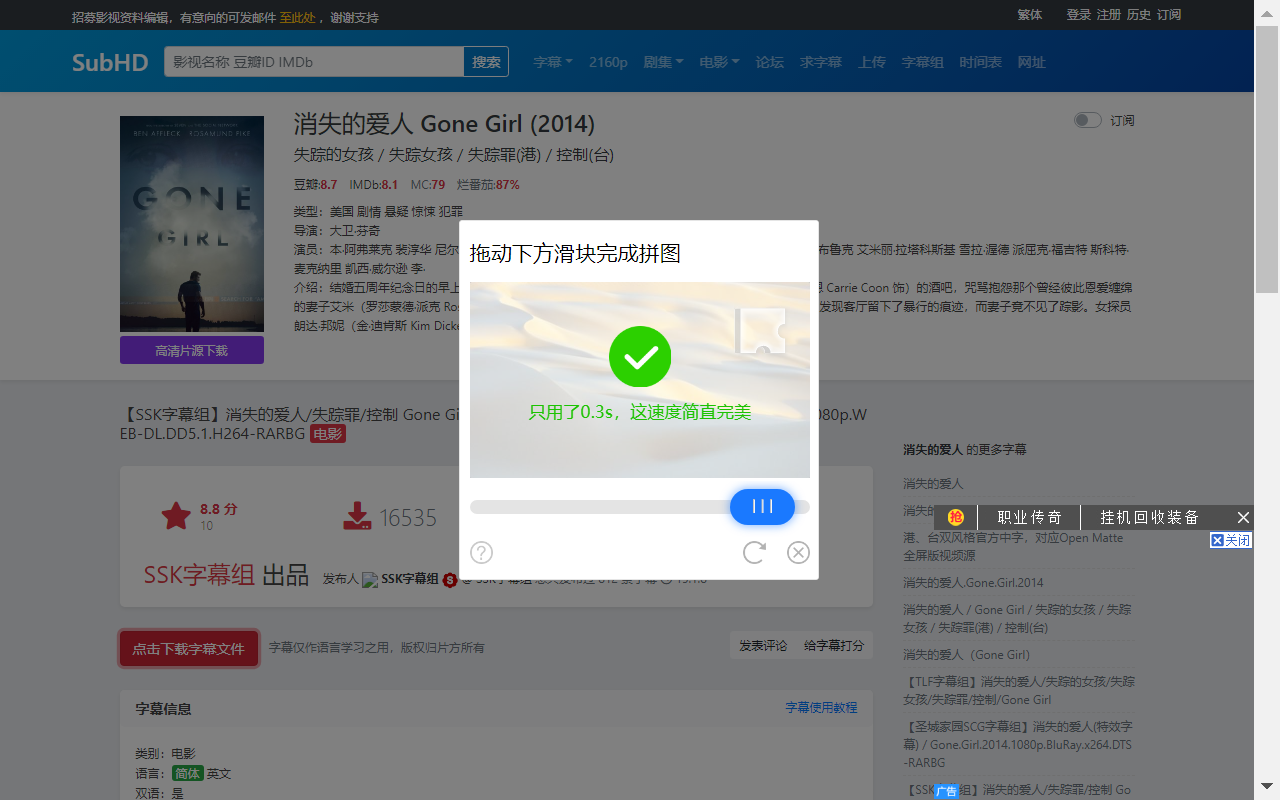 招募影视资料编辑，有意向的可发邮件 至此处 ，谢谢支持
繁体 登录 注册 历史 订阅
SubHD 影视名称 豆瓣ID IMDb 搜索 字幕 2160p 剧集 电影 论坛 求字幕 上传 字幕组 时间表 网址
BEN AFFLECK ROSAMUND PIKE
GONE
GIRL
高清片源下载
消失的爱人 Gone Girl (2014)
订阅
失踪的女孩 / 失踪女孩 / 失踪罪(港) / 控制(台)
豆瓣:8.7 IMDb:8.1 MC:79 烂番茄:87%
类型：美国 剧情 悬疑 惊悚 犯罪
导演：大卫·芬奇
演员：本·阿弗莱克 裴淳华 尼尔 布鲁克 艾米丽·拉塔科斯基 雪拉·渥德 派屈克·福吉特 斯科特·
麦克纳里 凯西·威尔逊 李·
介绍：结婚五周年纪念日的早上 Carrie Coon 饰）的酒吧，咒骂抱怨那个曾经彼此恩爱缠绵
的妻子艾米（罗莎蒙德·派克 Ros 发现客厅留下了暴行的痕迹，而妻子竟不见了踪影。女探员
朗达·邦妮（金·迪肯斯 Kim Dicke
拖动下方滑块完成拼图
只用了0.3s，这速度简直完美
【SSK字幕组】消失的爱人/失踪罪/控制 Gone Gi 080p.W
EB-DL.DD5.1.H264-RARBG 电影
8.8 分
10
16535
SSK字幕组 出品 发布人 SSK字幕组
点击下载字幕文件 字幕仅作语言学习之用，版权归片方所有 发表评论 给字幕打分
字幕信息 字幕使用教程
类别：电影
语言：简体 英文
双语：是
消失的爱人 的更多字幕
消失的爱人
消失的
抢 职业传奇 挂机回收装备
关闭
港、台双风格官方中字，对应Open Matte
全屏版视频源
消失的爱人.Gone.Girl.2014
消失的爱人 / Gone Girl / 失踪的女孩 / 失踪
女孩 / 失踪罪(港) / 控制(台)
消失的爱人（Gone Girl）
【TLF字幕组】消失的爱人/失踪的女孩/失踪
女孩/失踪罪/控制/Gone Girl
【圣城家园SCG字幕组】消失的爱人(特效字
幕) / Gone.Girl.2014.1080p.BluRay.x264.DTS
-RARBG
【SSK字幕组】消失的爱人/失踪罪/控制 Go
广告